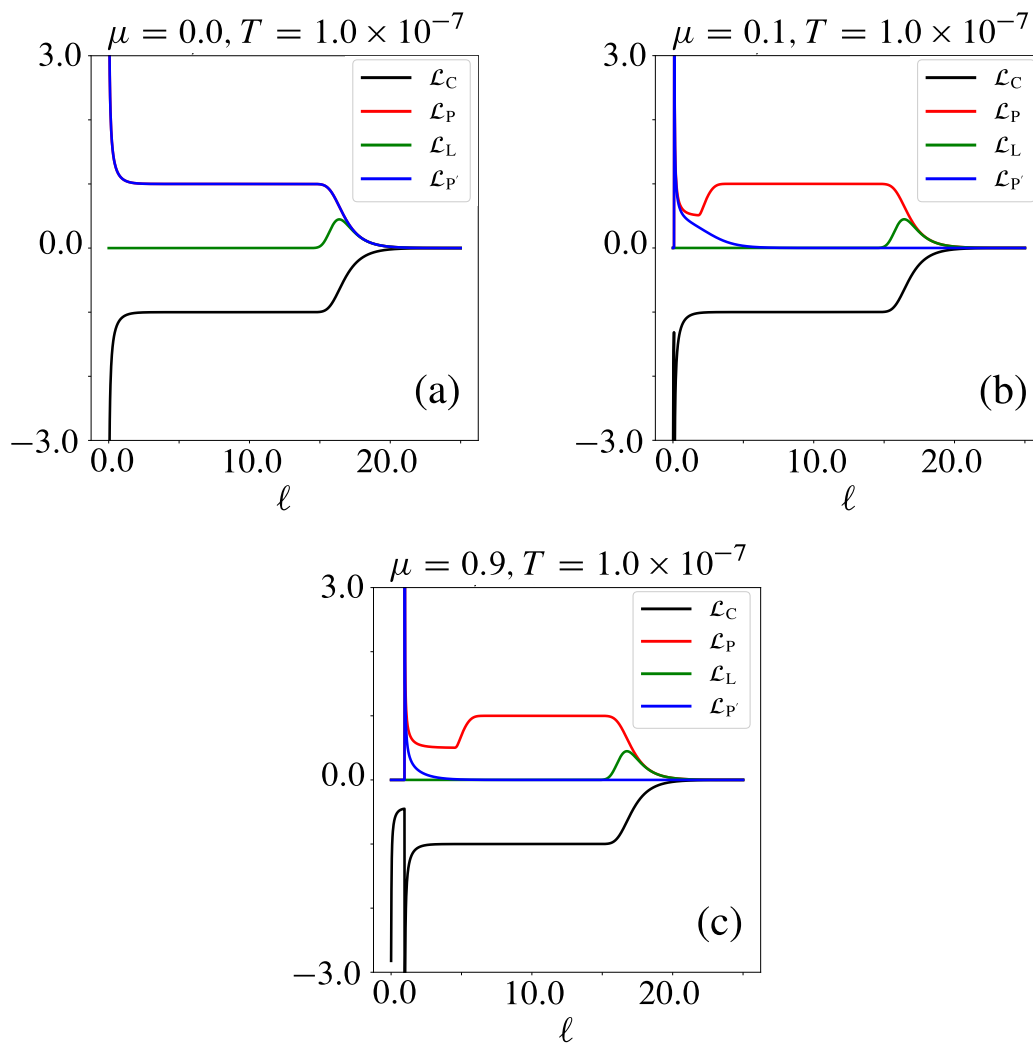 μ = 0.0, T = 1.0 × 10⁻⁷
3.0
0.0
−3.0
ℒ_C
ℒ_P
ℒ_L
ℒ_P′
(a)
0.0 10.0 20.0
ℓ
μ = 0.1, T = 1.0 × 10⁻⁷
3.0
0.0
−3.0
ℒ_C
ℒ_P
ℒ_L
ℒ_P′
(b)
0.0 10.0 20.0
ℓ
μ = 0.9, T = 1.0 × 10⁻⁷
3.0
0.0
−3.0
ℒ_C
ℒ_P
ℒ_L
ℒ_P′
(c)
0.0 10.0 20.0
ℓ